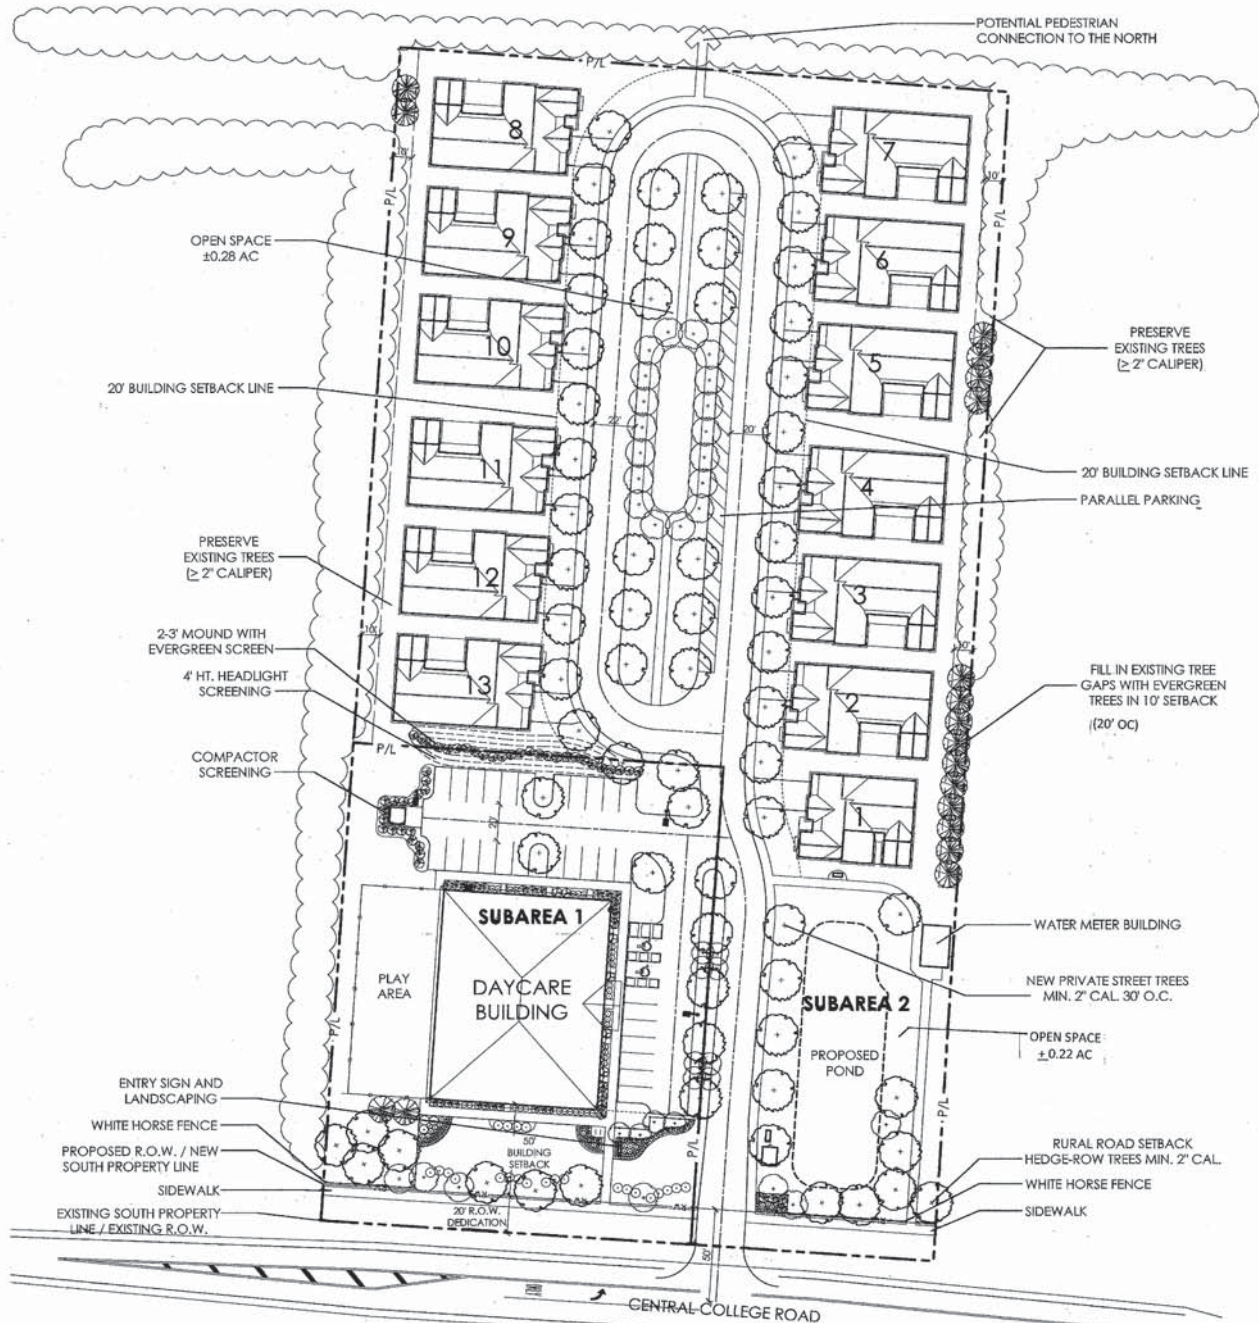 POTENTIAL PEDESTRIAN
CONNECTION TO THE NORTH
P/L
8
7
10'
10'
P/L
P/L
9
6
OPEN SPACE
±0.28 AC
10
5
PRESERVE
EXISTING TREES
(≥ 2" CALIPER)
20' BUILDING SETBACK LINE
22'
20'
11
4
20' BUILDING SETBACK LINE
PARALLEL PARKING
PRESERVE
EXISTING TREES
(≥ 2" CALIPER)
12
3
2-3' MOUND WITH
EVERGREEN SCREEN
10'
10'
4' HT. HEADLIGHT
SCREENING
13
2
FILL IN EXISTING TREE
GAPS WITH EVERGREEN
TREES IN 10' SETBACK
(20' OC)
P/L
COMPACTOR
SCREENING
20'
1
SUBAREA 1
DAYCARE
BUILDING
PLAY
AREA
WATER METER BUILDING
NEW PRIVATE STREET TREES
MIN. 2" CAL. 30' O.C.
SUBAREA 2
PROPOSED
POND
OPEN SPACE
±0.22 AC
P/L
P/L
P/L
ENTRY SIGN AND
LANDSCAPING
WHITE HORSE FENCE
PROPOSED R.O.W. / NEW
SOUTH PROPERTY LINE
SIDEWALK
EXISTING SOUTH PROPERTY
LINE / EXISTING R.O.W.
50'
BUILDING
SETBACK
20' R.O.W.
DEDICATION
RURAL ROAD SETBACK
HEDGE-ROW TREES MIN. 2" CAL.
WHITE HORSE FENCE
SIDEWALK
50'
CENTRAL COLLEGE ROAD